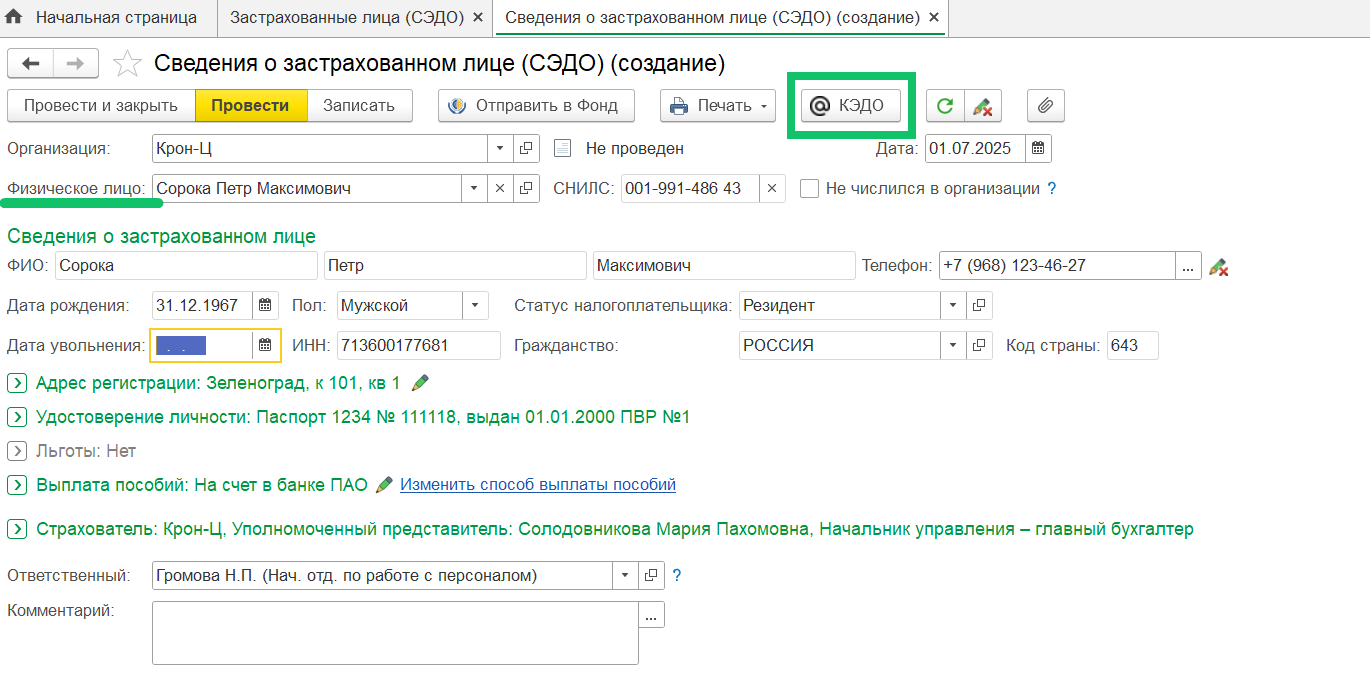 Начальная страница Застрахованные лица (СЭДО) × Сведения о застрахованном лице (СЭДО) (создание) ×
Сведения о застрахованном лице (СЭДО) (создание)
Провести и закрыть Провести Записать Отправить в Фонд Печать КЭДО
Организация: Крон-Ц Не проведен Дата: 01.07.2025
Физическое лицо: Сорока Петр Максимович × СНИЛС: 001-991-486 43 × Не числился в организации ?
Сведения о застрахованном лице
ФИО: Сорока Петр Максимович Телефон: +7 (968) 123-46-27 ...
Дата рождения: 31.12.1967 Пол: Мужской Статус налогоплательщика: Резидент
Дата увольнения: . . ИНН: 713600177681 Гражданство: РОССИЯ Код страны: 643
Адрес регистрации: Зеленоград, к 101, кв 1
Удостоверение личности: Паспорт 1234 № 111118, выдан 01.01.2000 ПВР №1
Льготы: Нет
Выплата пособий: На счет в банке ПАО Изменить способ выплаты пособий
Страхователь: Крон-Ц, Уполномоченный представитель: Солодовникова Мария Пахомовна, Начальник управления – главный бухгалтер
Ответственный: Громова Н.П. (Нач. отд. по работе с персоналом) ?
Комментарий: ...